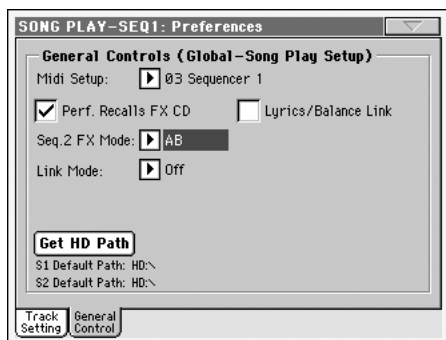 SONG PLAY-SEQ1: Preferences
General Controls (Global-Song Play Setup)
Midi Setup: 03 Sequencer 1
Perf. Recalls FX CD Lyrics/Balance Link
Seq.2 FX Mode: AB
Link Mode: Off
Get HD Path
S1 Default Path: HD:\
S2 Default Path: HD:\
Track Setting General Control